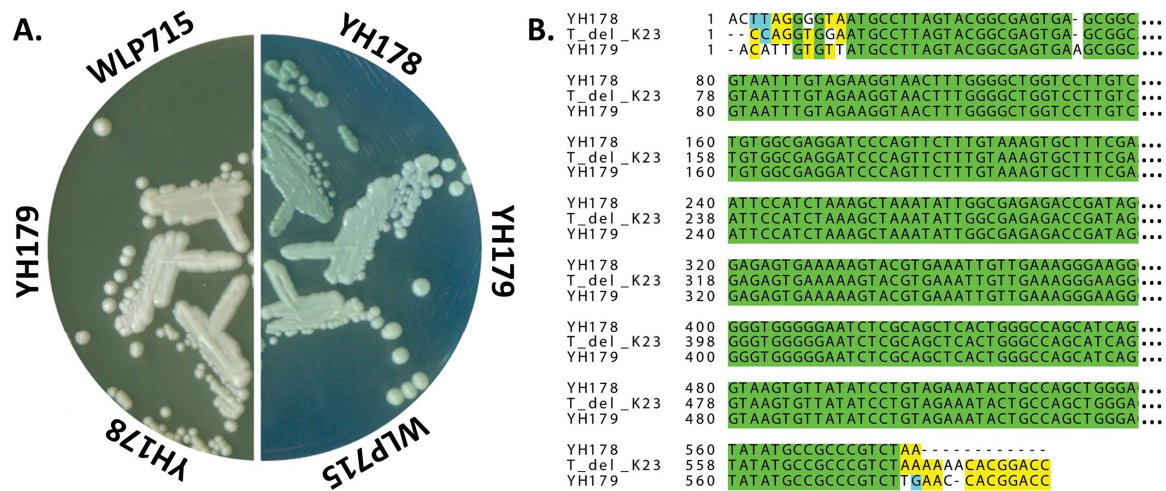 A.
WLP715
YH179
YH178
YH178
YH179
WLP715
B.
YH178 1 ACTTAGGGGTAATGCCTTAGTACGGCGAGTGA-GCGGC...
T_del_K23 1 --CCAGGTGGAATGCCTTAGTACGGCGAGTGA-GCGGC...
YH179 1 -ACATTGTGTTATGCCTTAGTACGGCGAGTGAAGCGGC...
YH178 80 GTAATTTGTAGAAGGTAACTTTGGGGCTGGTCCTTGTC...
T_del_K23 78 GTAATTTGTAGAAGGTAACTTTGGGGCTGGTCCTTGTC...
YH179 80 GTAATTTGTAGAAGGTAACTTTGGGGCTGGTCCTTGTC...
YH178 160 TGTGGCGAGGATCCCAGTTCTTTGTAAAGTGCTTTCGA...
T_del_K23 158 TGTGGCGAGGATCCCAGTTCTTTGTAAAGTGCTTTCGA...
YH179 160 TGTGGCGAGGATCCCAGTTCTTTGTAAAGTGCTTTCGA...
YH178 240 ATTCCATCTAAAGCTAAATATTGGCGAGAGACCGATAG...
T_del_K23 238 ATTCCATCTAAAGCTAAATATTGGCGAGAGACCGATAG...
YH179 240 ATTCCATCTAAAGCTAAATATTGGCGAGAGACCGATAG...
YH178 320 GAGAGTGAAAAAGTACGTGAAATTGTTGAAAGGGAAGG...
T_del_K23 318 GAGAGTGAAAAAGTACGTGAAATTGTTGAAAGGGAAGG...
YH179 320 GAGAGTGAAAAAGTACGTGAAATTGTTGAAAGGGAAGG...
YH178 400 GGGTGGGGGAATCTCGCAGCTCACTGGGCCAGCATCAG...
T_del_K23 398 GGGTGGGGGAATCTCGCAGCTCACTGGGCCAGCATCAG...
YH179 400 GGGTGGGGGAATCTCGCAGCTCACTGGGCCAGCATCAG...
YH178 480 GTAAGTGTTATATCCTGTAGAAATACTGCCAGCTGGGA...
T_del_K23 478 GTAAGTGTTATATCCTGTAGAAATACTGCCAGCTGGGA...
YH179 480 GTAAGTGTTATATCCTGTAGAAATACTGCCAGCTGGGA...
YH178 560 TATATGCCGCCCGTCTAA------------
T_del_K23 558 TATATGCCGCCCGTCTAAAAAACACGGACC
YH179 560 TATATGCCGCCCGTCTTGAAC-CACGGACC